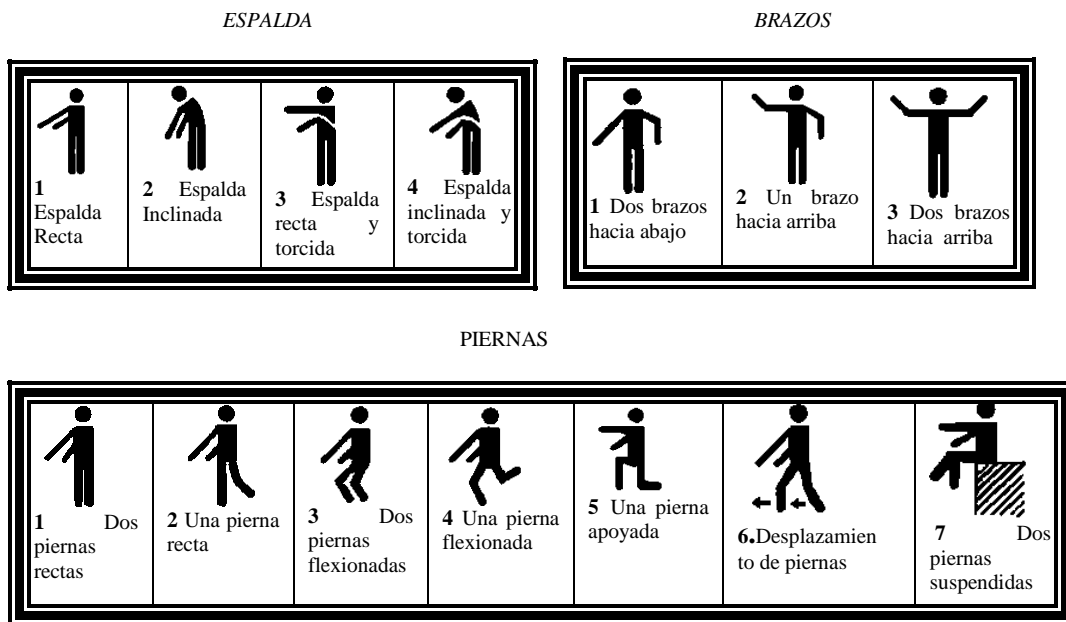 ESPALDA
BRAZOS
1
Espalda
Recta
2 Espalda
Inclinada
3 Espalda
recta y
torcida
4 Espalda
inclinada y
torcida
1 Dos brazos
hacia abajo
2 Un brazo
hacia arriba
3 Dos brazos
hacia arriba
PIERNAS
1 Dos
piernas
rectas
2 Una pierna
recta
3 Dos
piernas
flexionadas
4 Una pierna
flexionada
5 Una pierna
apoyada
6.Desplazamien
to de piernas
7 Dos
piernas
suspendidas